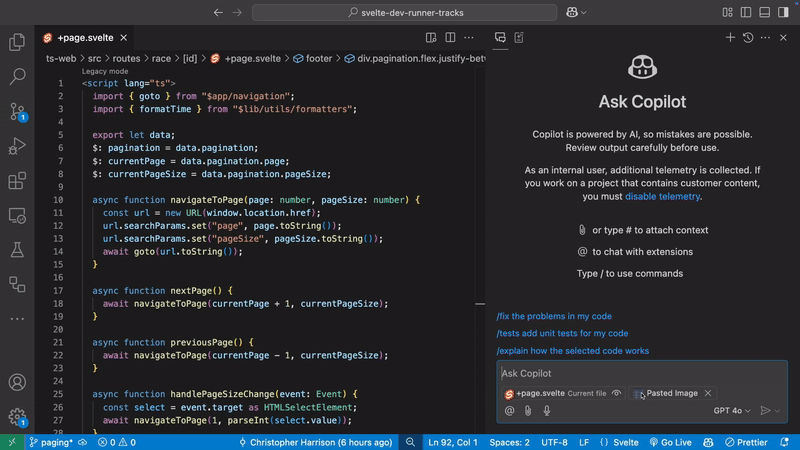 svelte-dev-runner-tracks
+page.svelte
ts-web > src > routes > race > [id] > +page.svelte > footer > div.pagination.flex.justify-betw
Legacy mode
1 <script lang="ts">
2 import { goto } from "$app/navigation";
3 import { formatTime } from "$lib/utils/formatters";
4
5 export let data;
6 $: pagination = data.pagination;
7 $: currentPage = data.pagination.page;
8 $: currentPageSize = data.pagination.pageSize;
9
10 async function navigateToPage(page: number, pageSize: number) {
11 const url = new URL(window.location.href);
12 url.searchParams.set("page", page.toString());
13 url.searchParams.set("pageSize", pageSize.toString());
14 await goto(url.toString());
15 }
16
17 async function nextPage() {
18 await navigateToPage(currentPage + 1, currentPageSize);
19 }
20
21 async function previousPage() {
22 await navigateToPage(currentPage - 1, currentPageSize);
23 }
24
25 async function handlePageSizeChange(event: Event) {
26 const select = event.target as HTMLSelectElement;
27 await navigateToPage(1, parseInt(select.value));
28 }
Ask Copilot
Copilot is powered by AI, so mistakes are possible.
Review output carefully before use.
As an internal user, additional telemetry is collected. If
you work on a project that contains customer content,
you must disable telemetry.
or type # to attach context
@ to chat with extensions
Type / to use commands
/fix the problems in my code
/tests add unit tests for my code
/explain how the selected code works
Ask Copilot
+page.svelte Current file
Pasted Image
GPT 4o
1
1
paging*
0 0
Christopher Harrison (6 hours ago)
Ln 92, Col 1
Spaces: 2
UTF-8
LF
{} Svelte
Go Live
Prettier